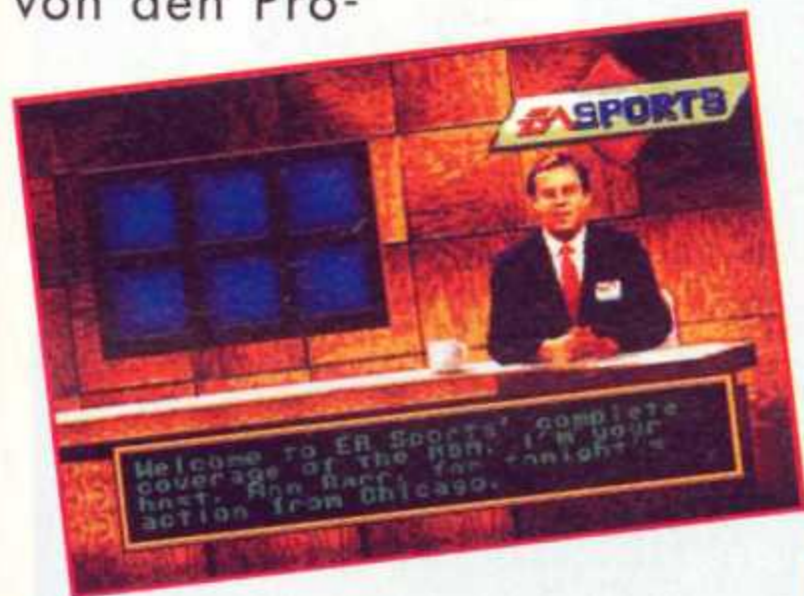 von den Pro-
EA SPORTS
Welcome to EA Sports' complete
coverage of the NBA. I'm your
host, Ron Barr, for tonight's
action from Chicago.